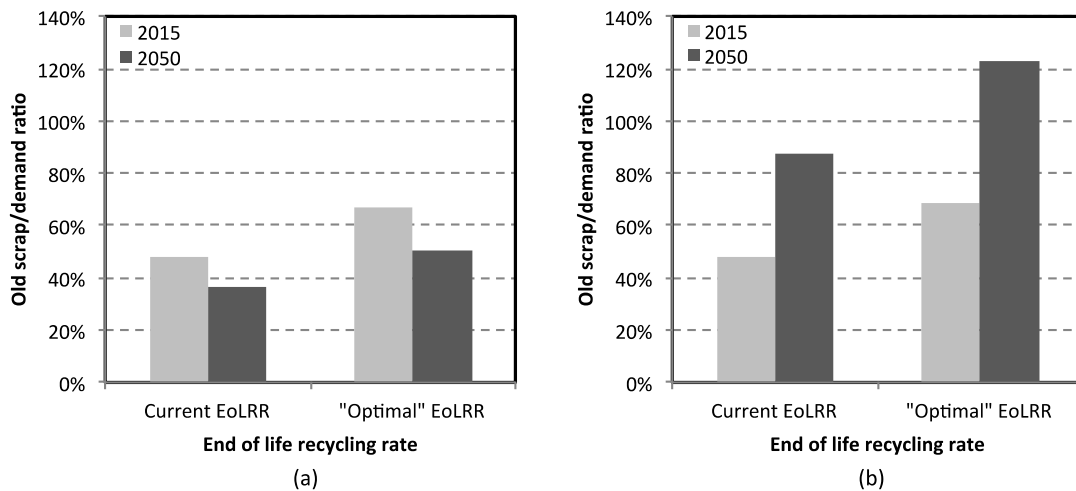 140%
120%
100%
80%
60%
40%
20%
0%
Old scrap/demand ratio
2015
2050
Current EoLRR
"Optimal" EoLRR
End of life recycling rate
(a)
140%
120%
100%
80%
60%
40%
20%
0%
Old scrap/demand ratio
2015
2050
Current EoLRR
"Optimal" EoLRR
End of life recycling rate
(b)